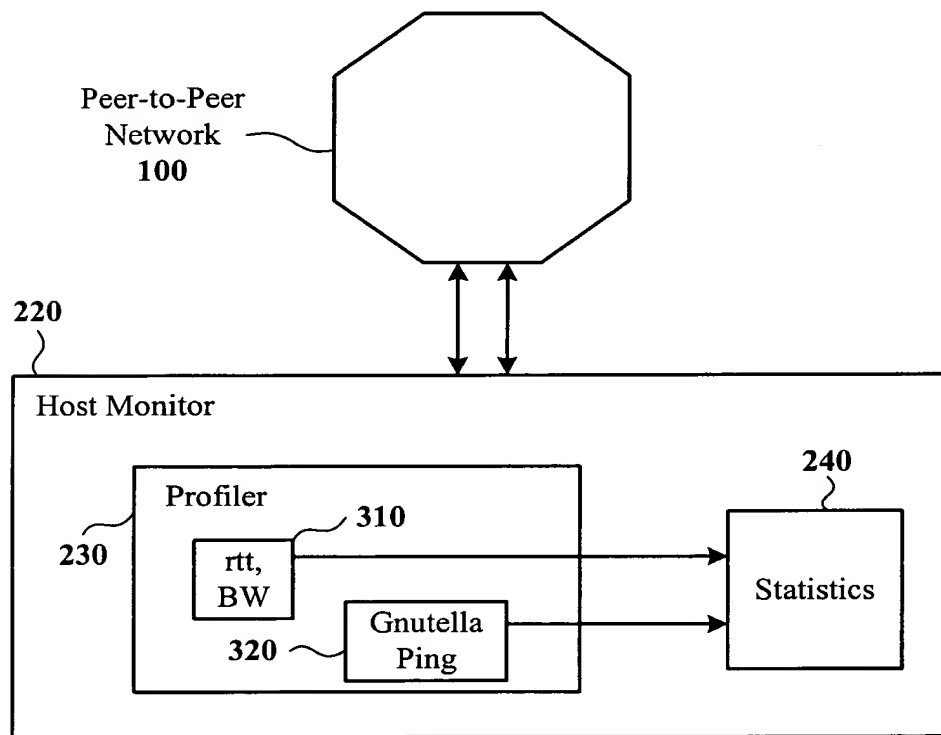 Peer-to-Peer
Network
100
220
Host Monitor
240
Profiler
310
230
rtt,
BW
Statistics
Gnutella
320
Ping